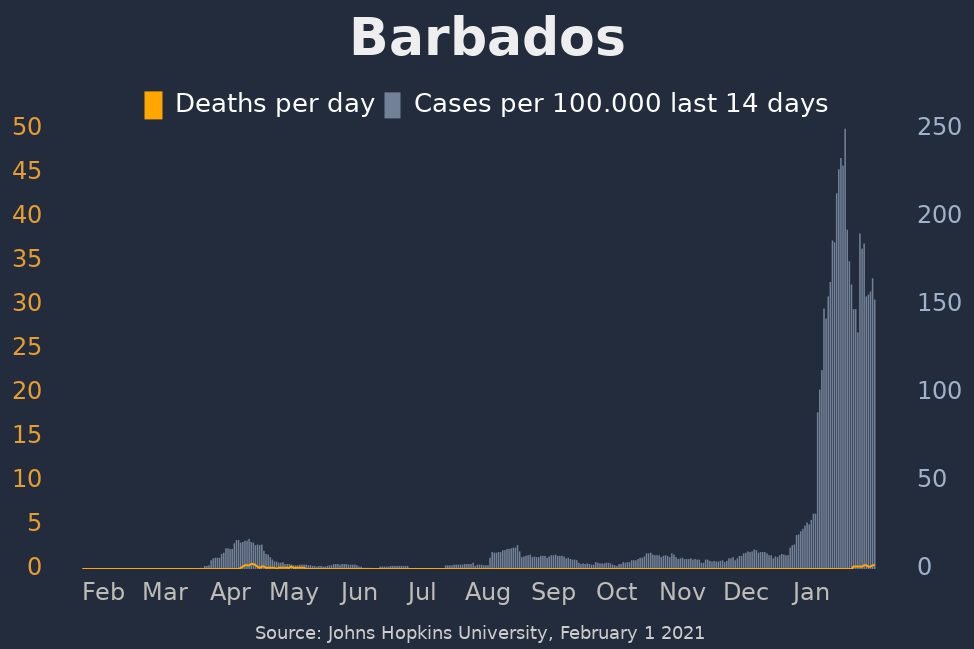 Barbados
Deaths per day Cases per 100.000 last 14 days
50 250
45
40 200
35
30 150
25
20 100
15
10 50
5
0 0
Feb Mar Apr May Jun Jul Aug Sep Oct Nov Dec Jan
Source: Johns Hopkins University, February 1 2021